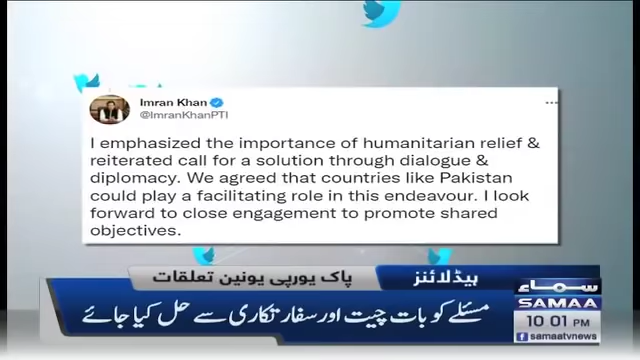 Imran Khan
@ImranKhanPTI
I emphasized the importance of humanitarian relief &
reiterated call for a solution through dialogue &
diplomacy. We agreed that countries like Pakistan
could play a facilitating role in this endeavour. I look
forward to close engagement to promote shared
objectives.
ہیڈلائنز
پاک یورپی یونین تعلقات
مسئلے کو بات چیت اور سفارتکاری سے حل کیا جائے
سماء
SAMAA
10:01 PM
samaatvnews